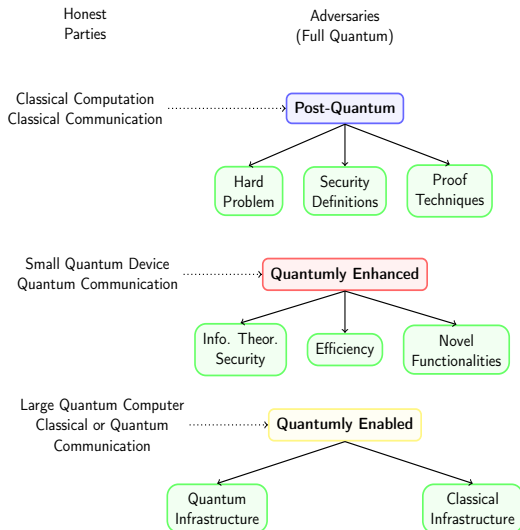 Honest
Parties
Adversaries
(Full Quantum)
Classical Computation
Classical Communication
Post-Quantum
Hard
Problem
Security
Definitions
Proof
Techniques
Small Quantum Device
Quantum Communication
Quantumly Enhanced
Info. Theor.
Security
Efficiency
Novel
Functionalities
Large Quantum Computer
Classical or Quantum
Communication
Quantumly Enabled
Quantum
Infrastructure
Classical
Infrastructure